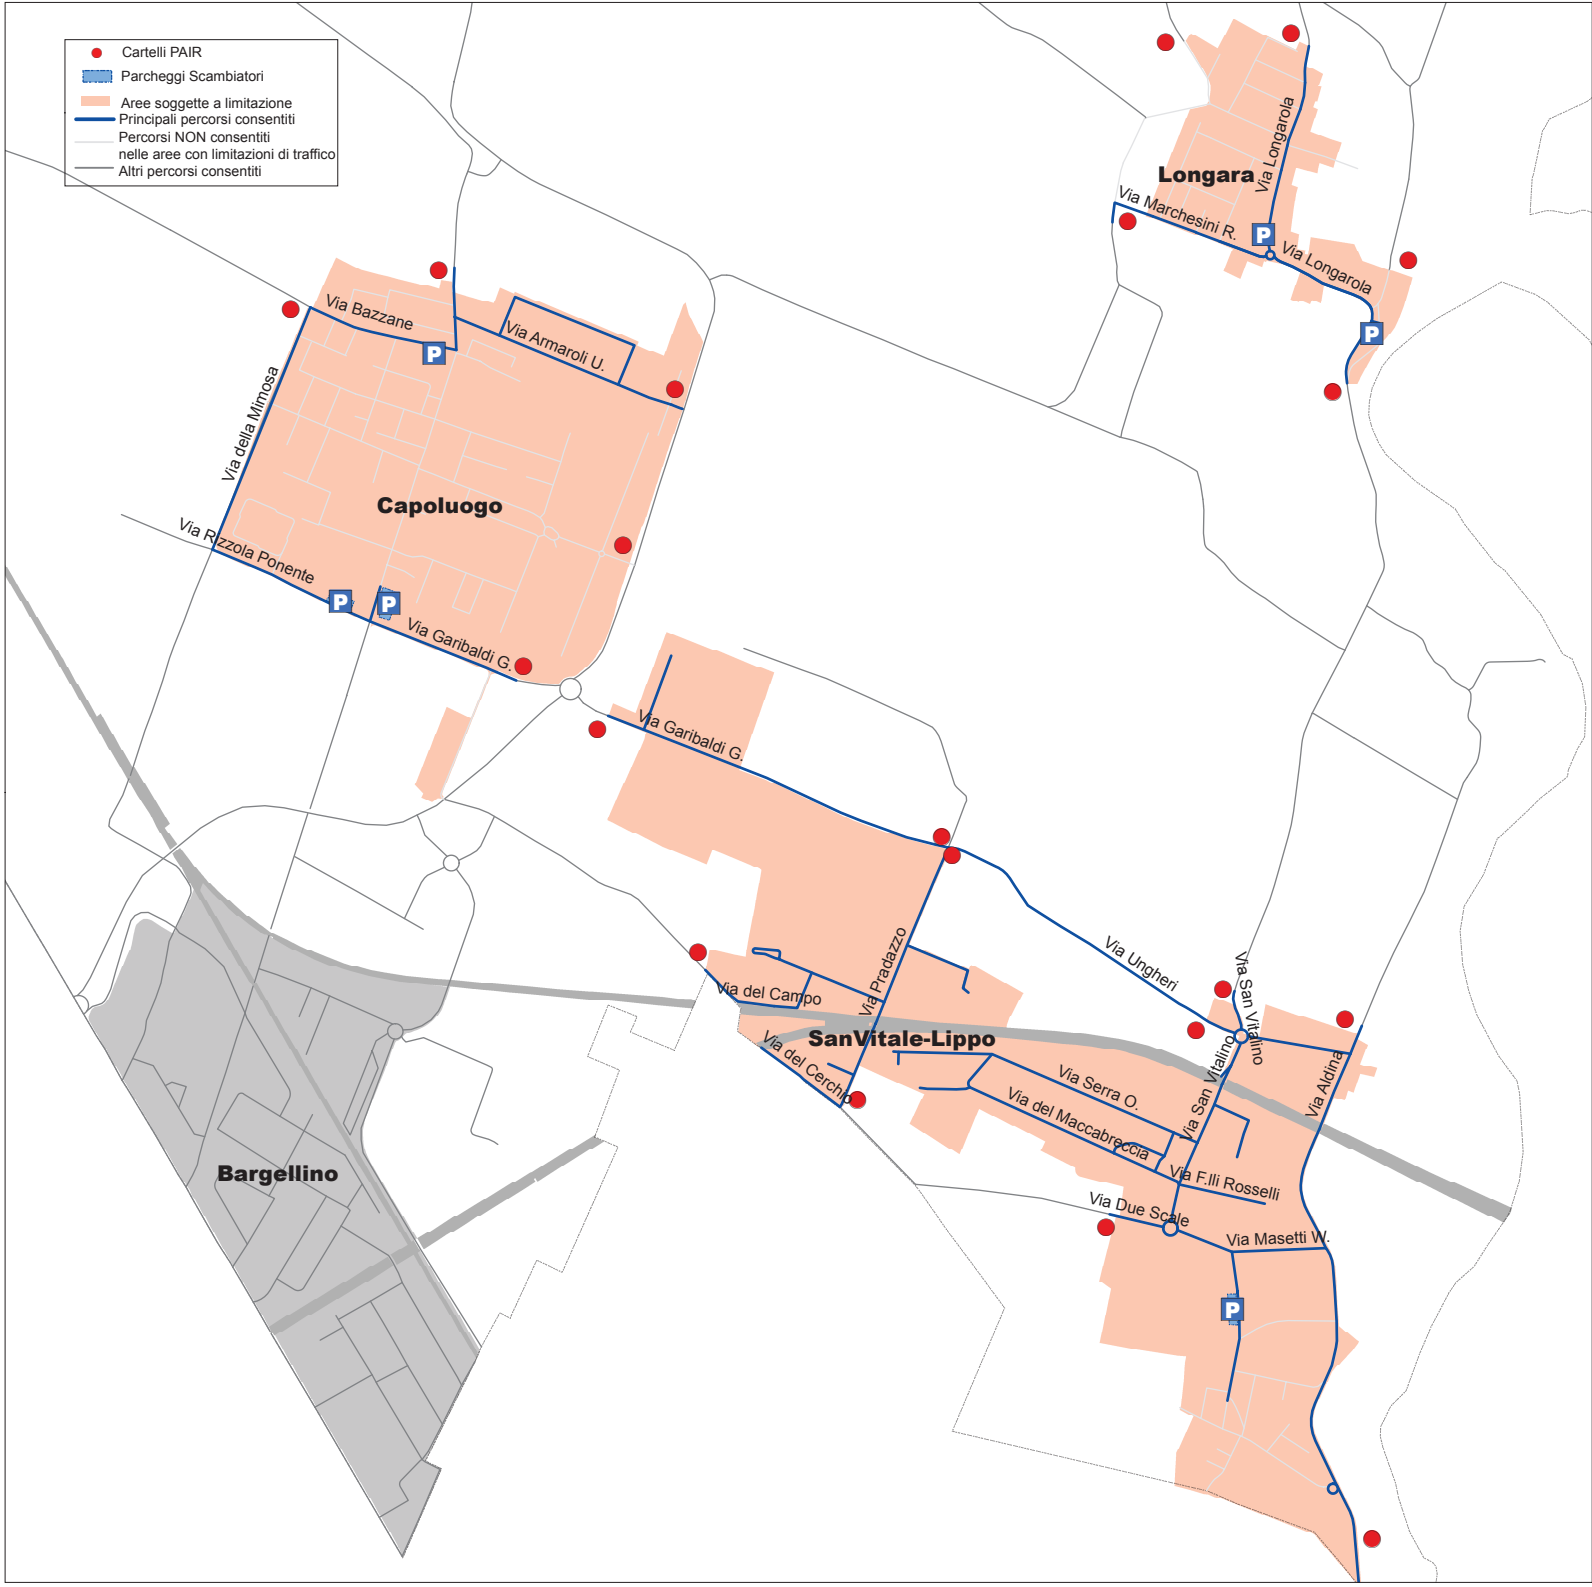 Cartelli PAIR
Parcheggi Scambiatori
Aree soggette a limitazione
Principali percorsi consentiti
Percorsi NON consentiti
nelle aree con limitazioni di traffico
Altri percorsi consentiti
Longara
Via Longarola
Via Marchesini R.
P
Via Longarola
P
Via Bazzane
P
Via Armaroli U.
Via della Mimosa
Capoluogo
Via Rizzola Ponente
P
P
Via Garibaldi G.
Via Garibaldi G.
Via Pradazzo
Via Ungheri
Via San Vitalino
Via del Campo
SanVitale-Lippo
Via del Cerchio
Via San Vitalino
Via Serra O.
Via Aldina
Via del Maccabreccia
Via F.lli Rosselli
Via Due Scale
Via Masetti W.
P
Bargellino